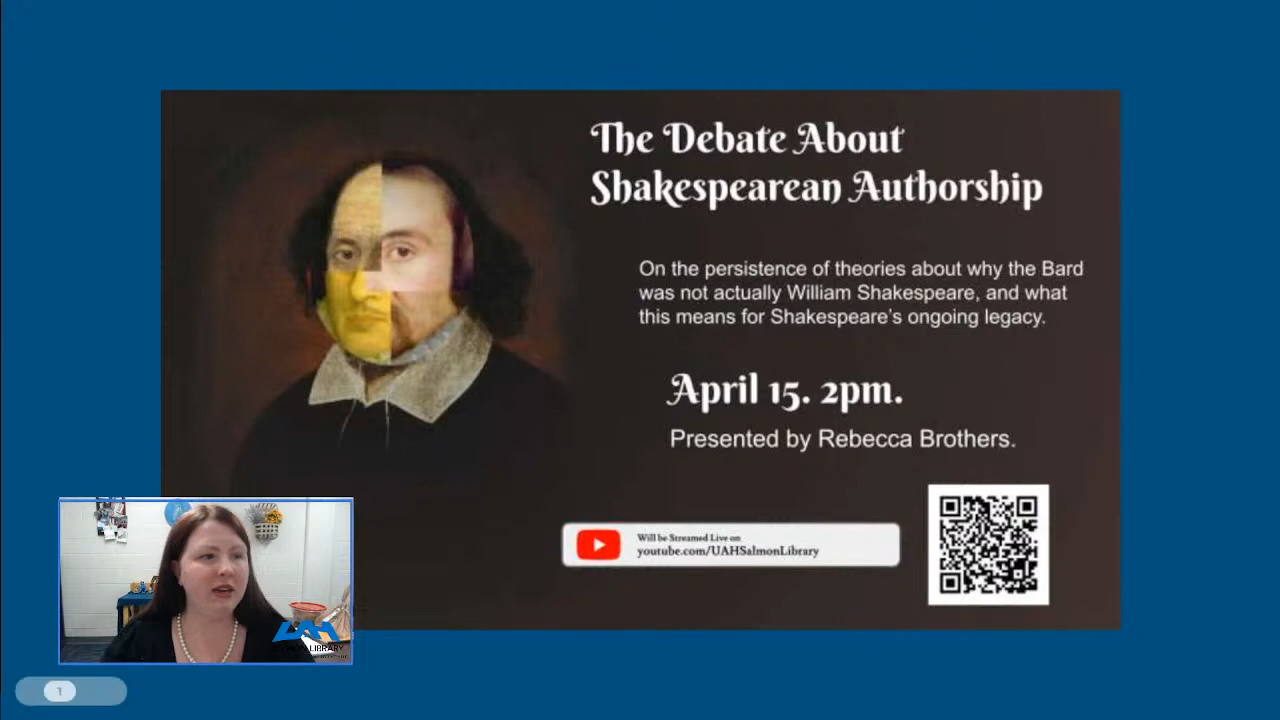 The Debate About
Shakespearean Authorship
On the persistence of theories about why the Bard
was not actually William Shakespeare, and what
this means for Shakespeare's ongoing legacy.
April 15. 2pm.
Presented by Rebecca Brothers.
Will be Streamed Live on
youtube.com/UAHSalmonLibrary
UAH
LIBRARY
1